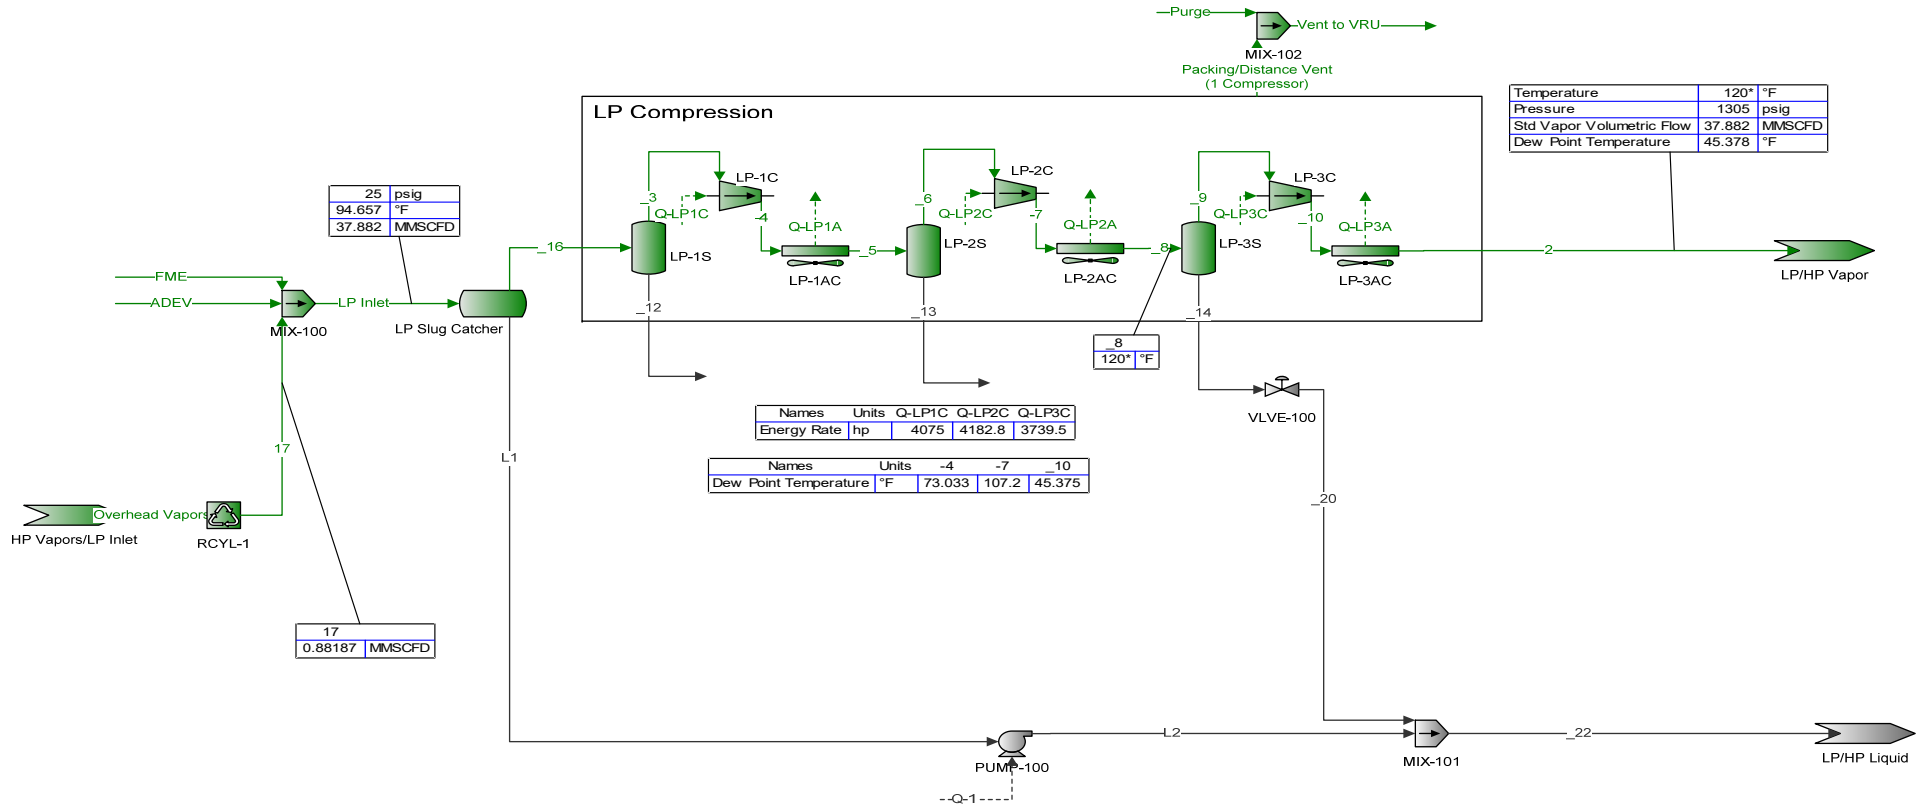 Purge
Vent to VRU
MIX-102
Packing/Distance Vent
(1 Compressor)
LP Compression
Temperature 120* °F
Pressure 1305 psig
Std Vapor Volumetric Flow 37.882 MMSCFD
Dew Point Temperature 45.378 °F
25 psig
94.657 °F
37.882 MMSCFD
_3
LP-1C
Q-LP1C
-4
Q-LP1A
_16
LP-1S
_5
LP-1AC
_6
LP-2C
Q-LP2C
-7
Q-LP2A
LP-2S
_8
LP-2AC
_9
LP-3C
Q-LP3C
_10
Q-LP3A
LP-3S
LP-3AC
2
LP/HP Vapor
FME
ADEV
LP Inlet
MIX-100
LP Slug Catcher
_12
_13
_14
_8
120* °F
VLVE-100
Names Units Q-LP1C Q-LP2C Q-LP3C
Energy Rate hp 4075 4182.8 3739.5
Names Units -4 -7 _10
Dew Point Temperature °F 73.033 107.2 45.375
17
L1
_20
Overhead Vapors
HP Vapors/LP Inlet
RCYL-1
17
0.88187 MMSCFD
L2
_22
PUMP-100
MIX-101
LP/HP Liquid
Q-1